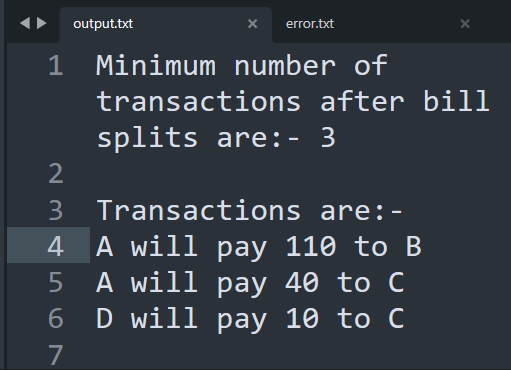 output.txt × error.txt ×
1 Minimum number of
transactions after bill
splits are:- 3
2
3 Transactions are:-
4 A will pay 110 to B
5 A will pay 40 to C
6 D will pay 10 to C
7